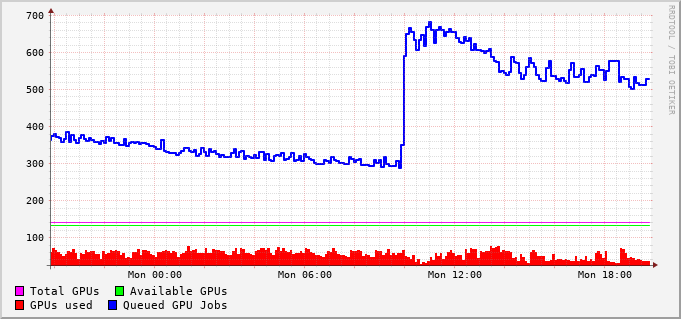 700
600
500
400
300
200
100
Mon 00:00 Mon 06:00 Mon 12:00 Mon 18:00
Total GPUs Available GPUs
GPUs used Queued GPU Jobs
RRDTOOL / TOBI OETIKER